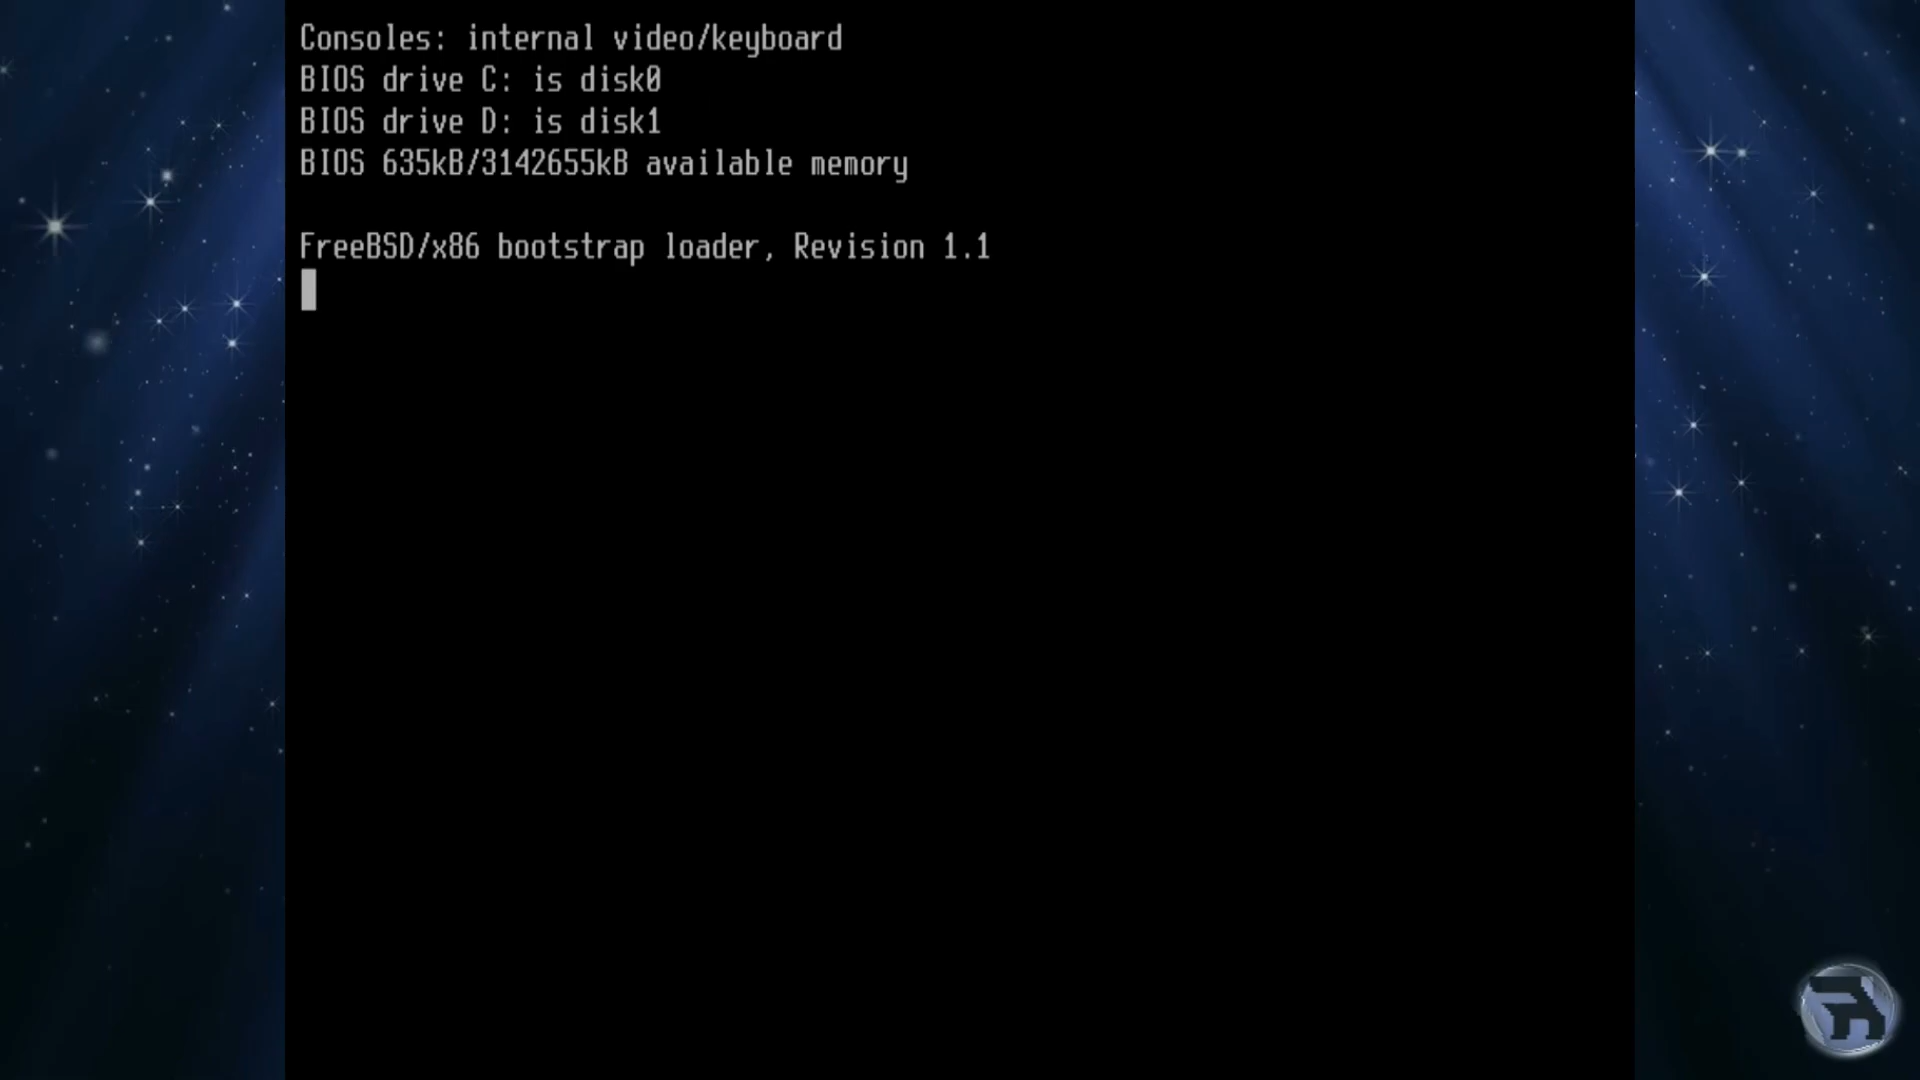 Consoles: internal video/keyboard
BIOS drive C: is disk0
BIOS drive D: is disk1
BIOS 635kB/3142655kB available memory
FreeBSD/x86 bootstrap loader, Revision 1.1